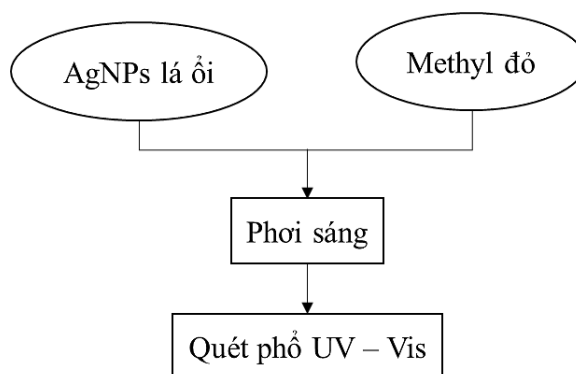 AgNPs lá ổi
Methyl đỏ
Phơi sáng
Quét phổ UV – Vis